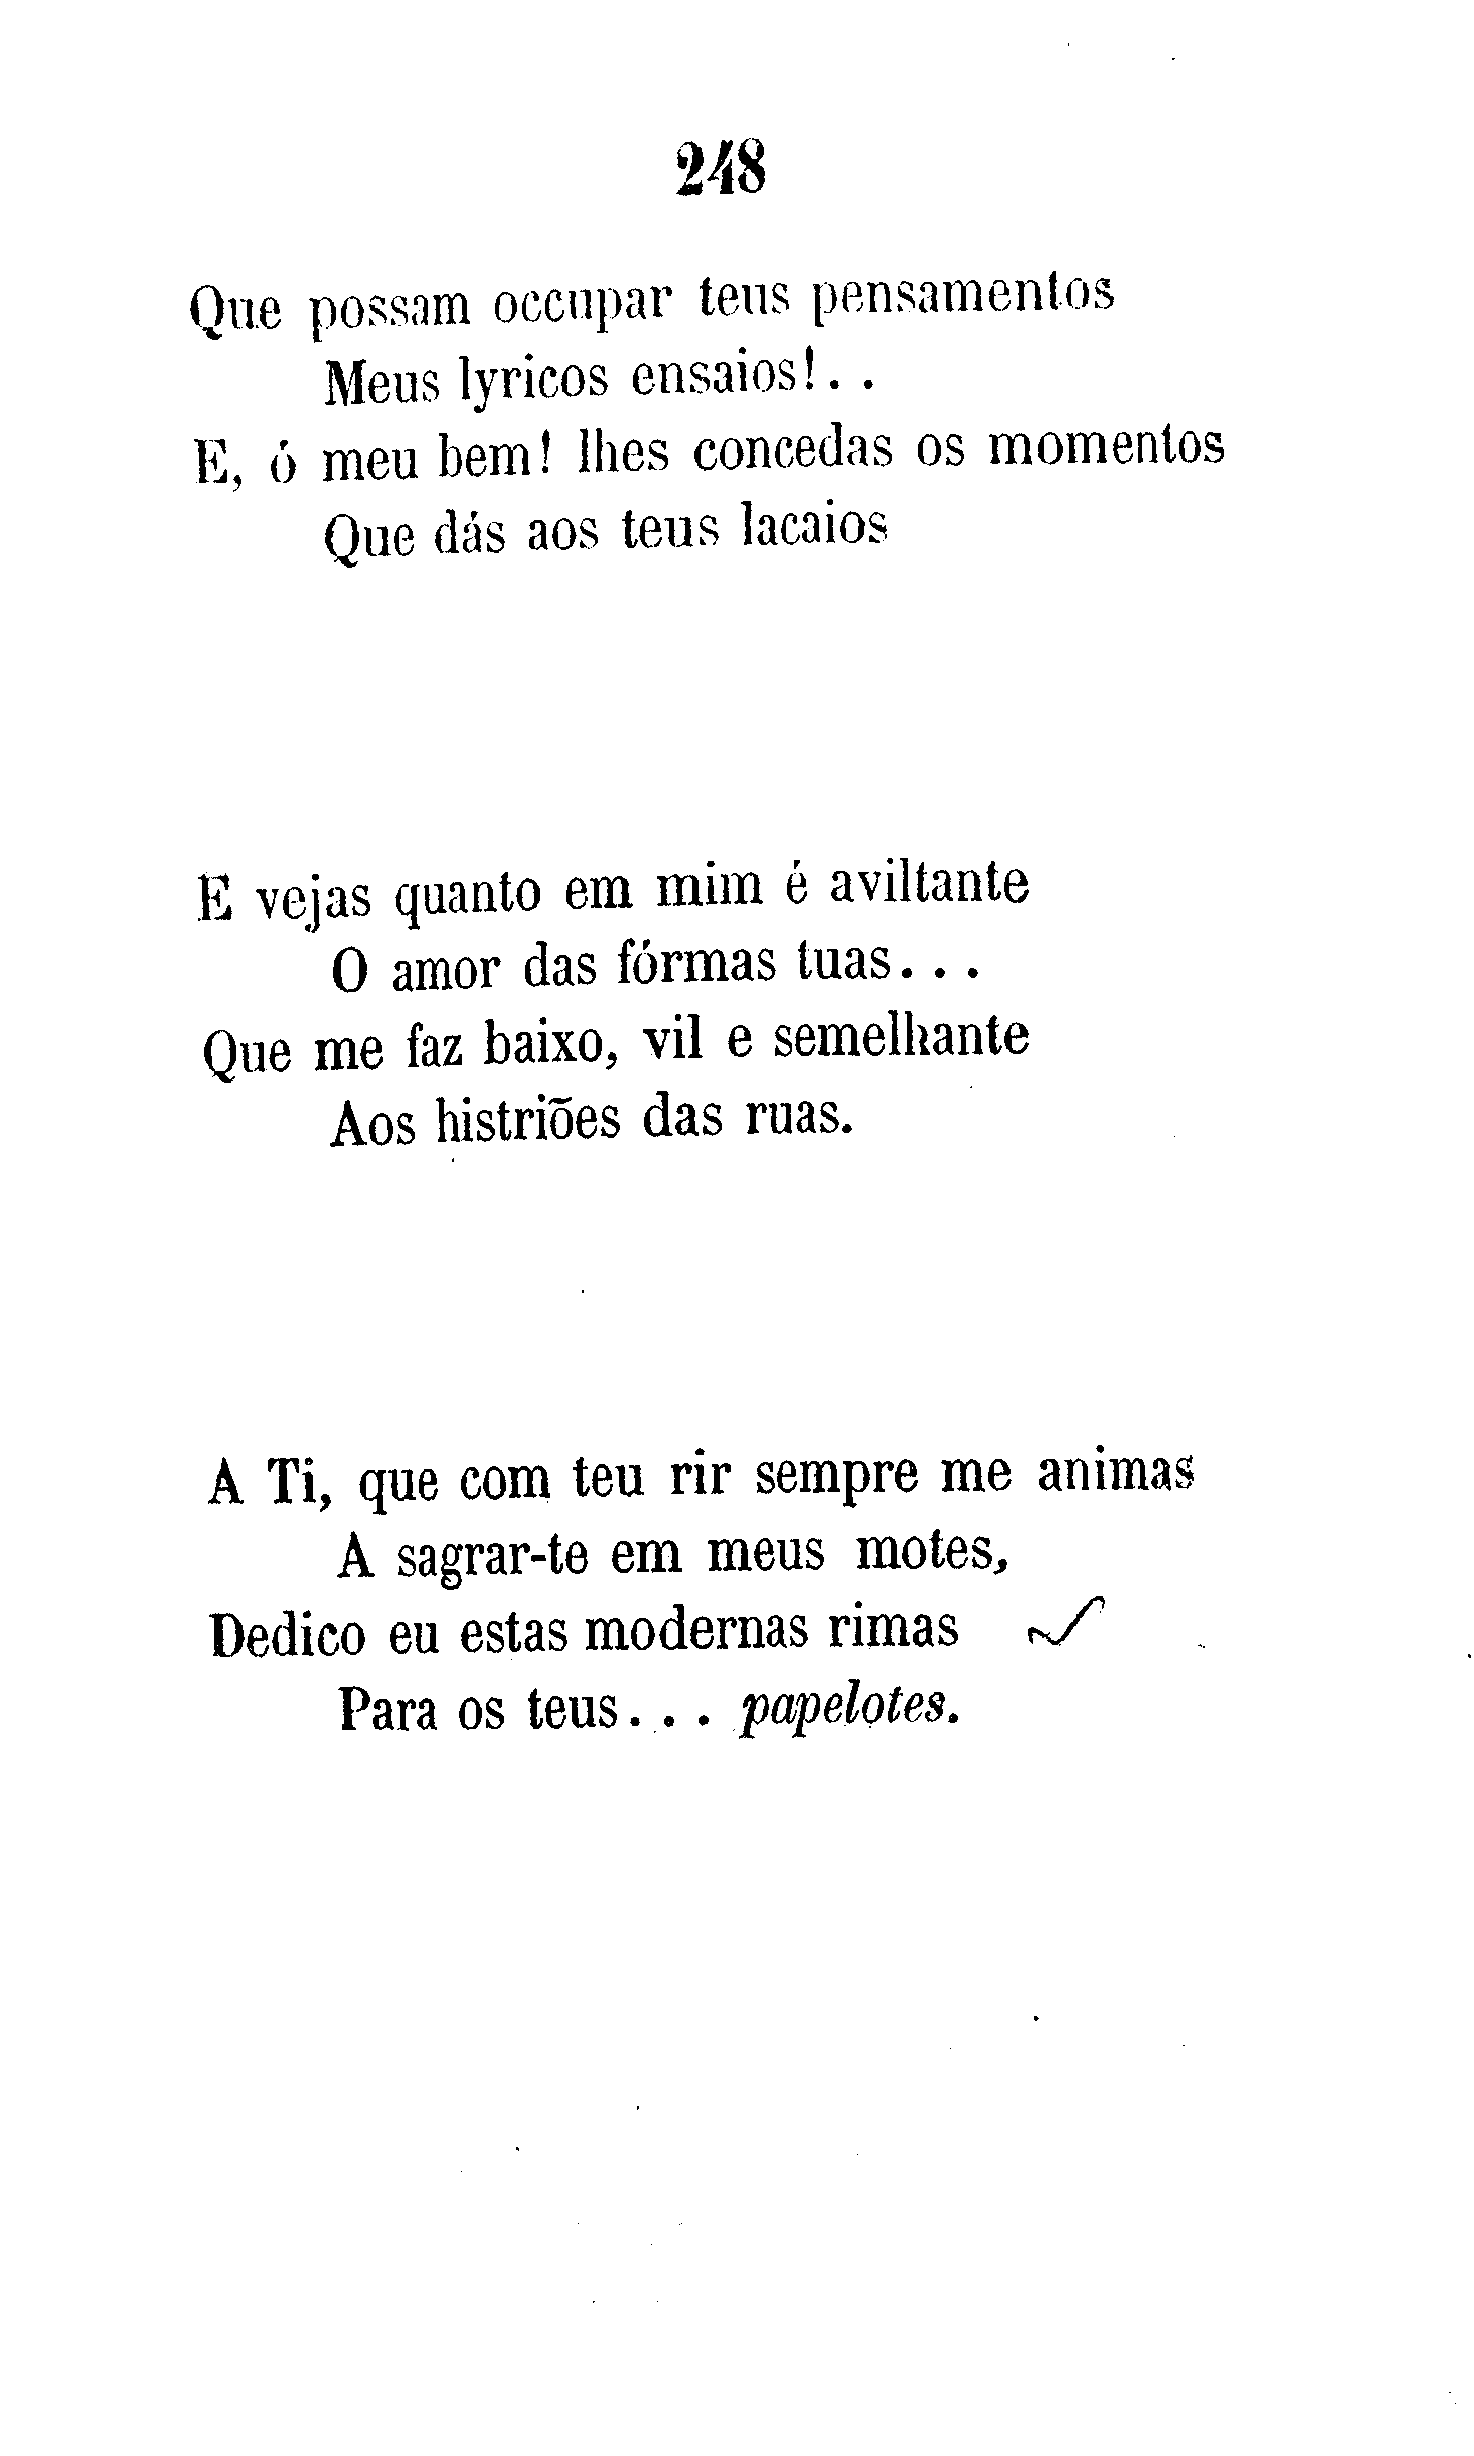 248
Que possam occupar teus pensamentos
Meus lyricos ensaios!. .
E, ó meu bem! lhes concedas os momentos
Que dás aos teus lacaios
E vejas quanto em mim é aviltante
O amor das fórmas tuas. . .
Que me faz baixo, vil e semelhante
Aos histriões das ruas.
A Ti, que com teu rir sempre me animas
A sagrar-te em meus motes,
Dedico eu estas modernas rimas
Para os teus. . . papelotes.